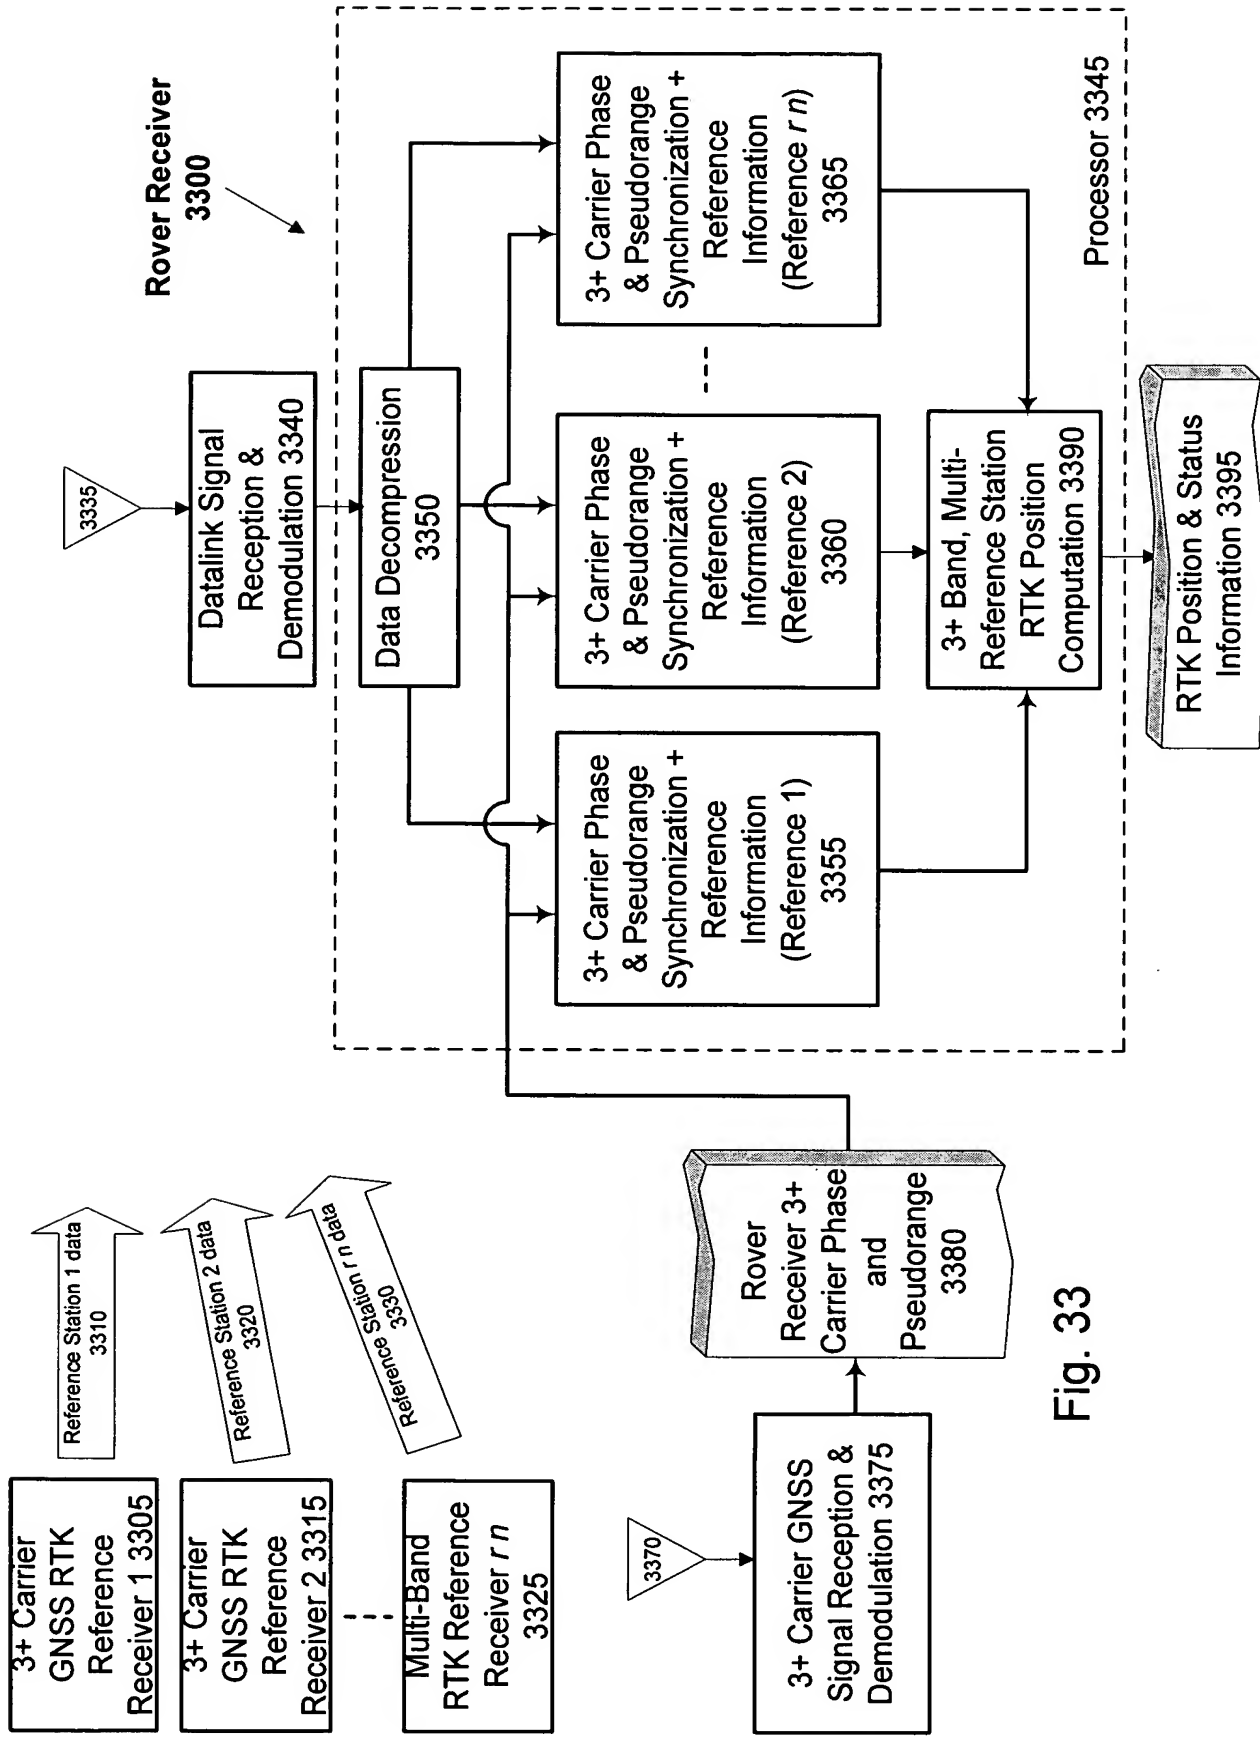 3+ Carrier
GNSS RTK
Reference
Receiver 1 3305
Reference Station 1 data
3310
3+ Carrier
GNSS RTK
Reference
Receiver 2 3315
Reference Station 2 data
3320
Multi-Band
RTK Reference
Receiver r n
3325
Reference Station r n data
3330
Rover Receiver
3300
3335
Datalink Signal
Reception &
Demodulation 3340
Data Decompression
3350
3+ Carrier Phase
& Pseudorange
Synchronization +
Reference
Information
(Reference 1)
3355
3+ Carrier Phase
& Pseudorange
Synchronization +
Reference
Information
(Reference 2)
3360
3+ Carrier Phase
& Pseudorange
Synchronization +
Reference
Information
(Reference r n)
3365
3+ Band, Multi-
Reference Station
RTK Position
Computation 3390
Processor 3345
RTK Position & Status
Information 3395
3370
3+ Carrier GNSS
Signal Reception &
Demodulation 3375
Rover
Receiver 3+
Carrier Phase
and
Pseudorange
3380
Fig. 33